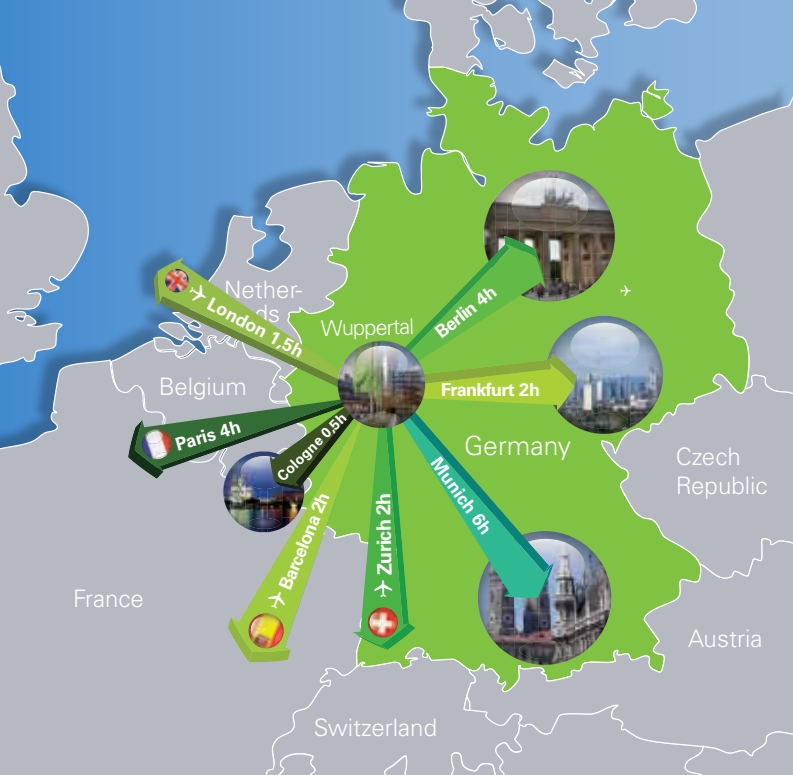 Nether-
ds
London 1,5h
Wuppertal
Berlin 4h
Belgium
Frankfurt 2h
Paris 4h
Cologne 0.5h
Germany
Czech
Republic
Munich 6h
Barcelona 2h
Zurich 2h
France
Austria
Switzerland